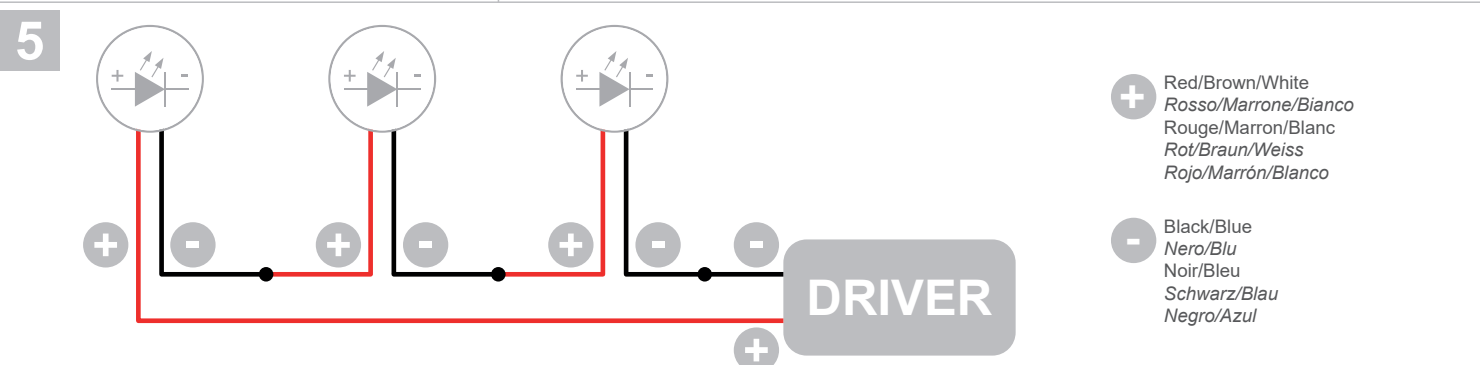 5
+ - + - + -
+ - + - + - -
DRIVER
+
+ Red/Brown/White
Rosso/Marrone/Bianco
Rouge/Marron/Blanc
Rot/Braun/Weiss
Rojo/Marrón/Blanco
- Black/Blue
Nero/Blu
Noir/Bleu
Schwarz/Blau
Negro/Azul